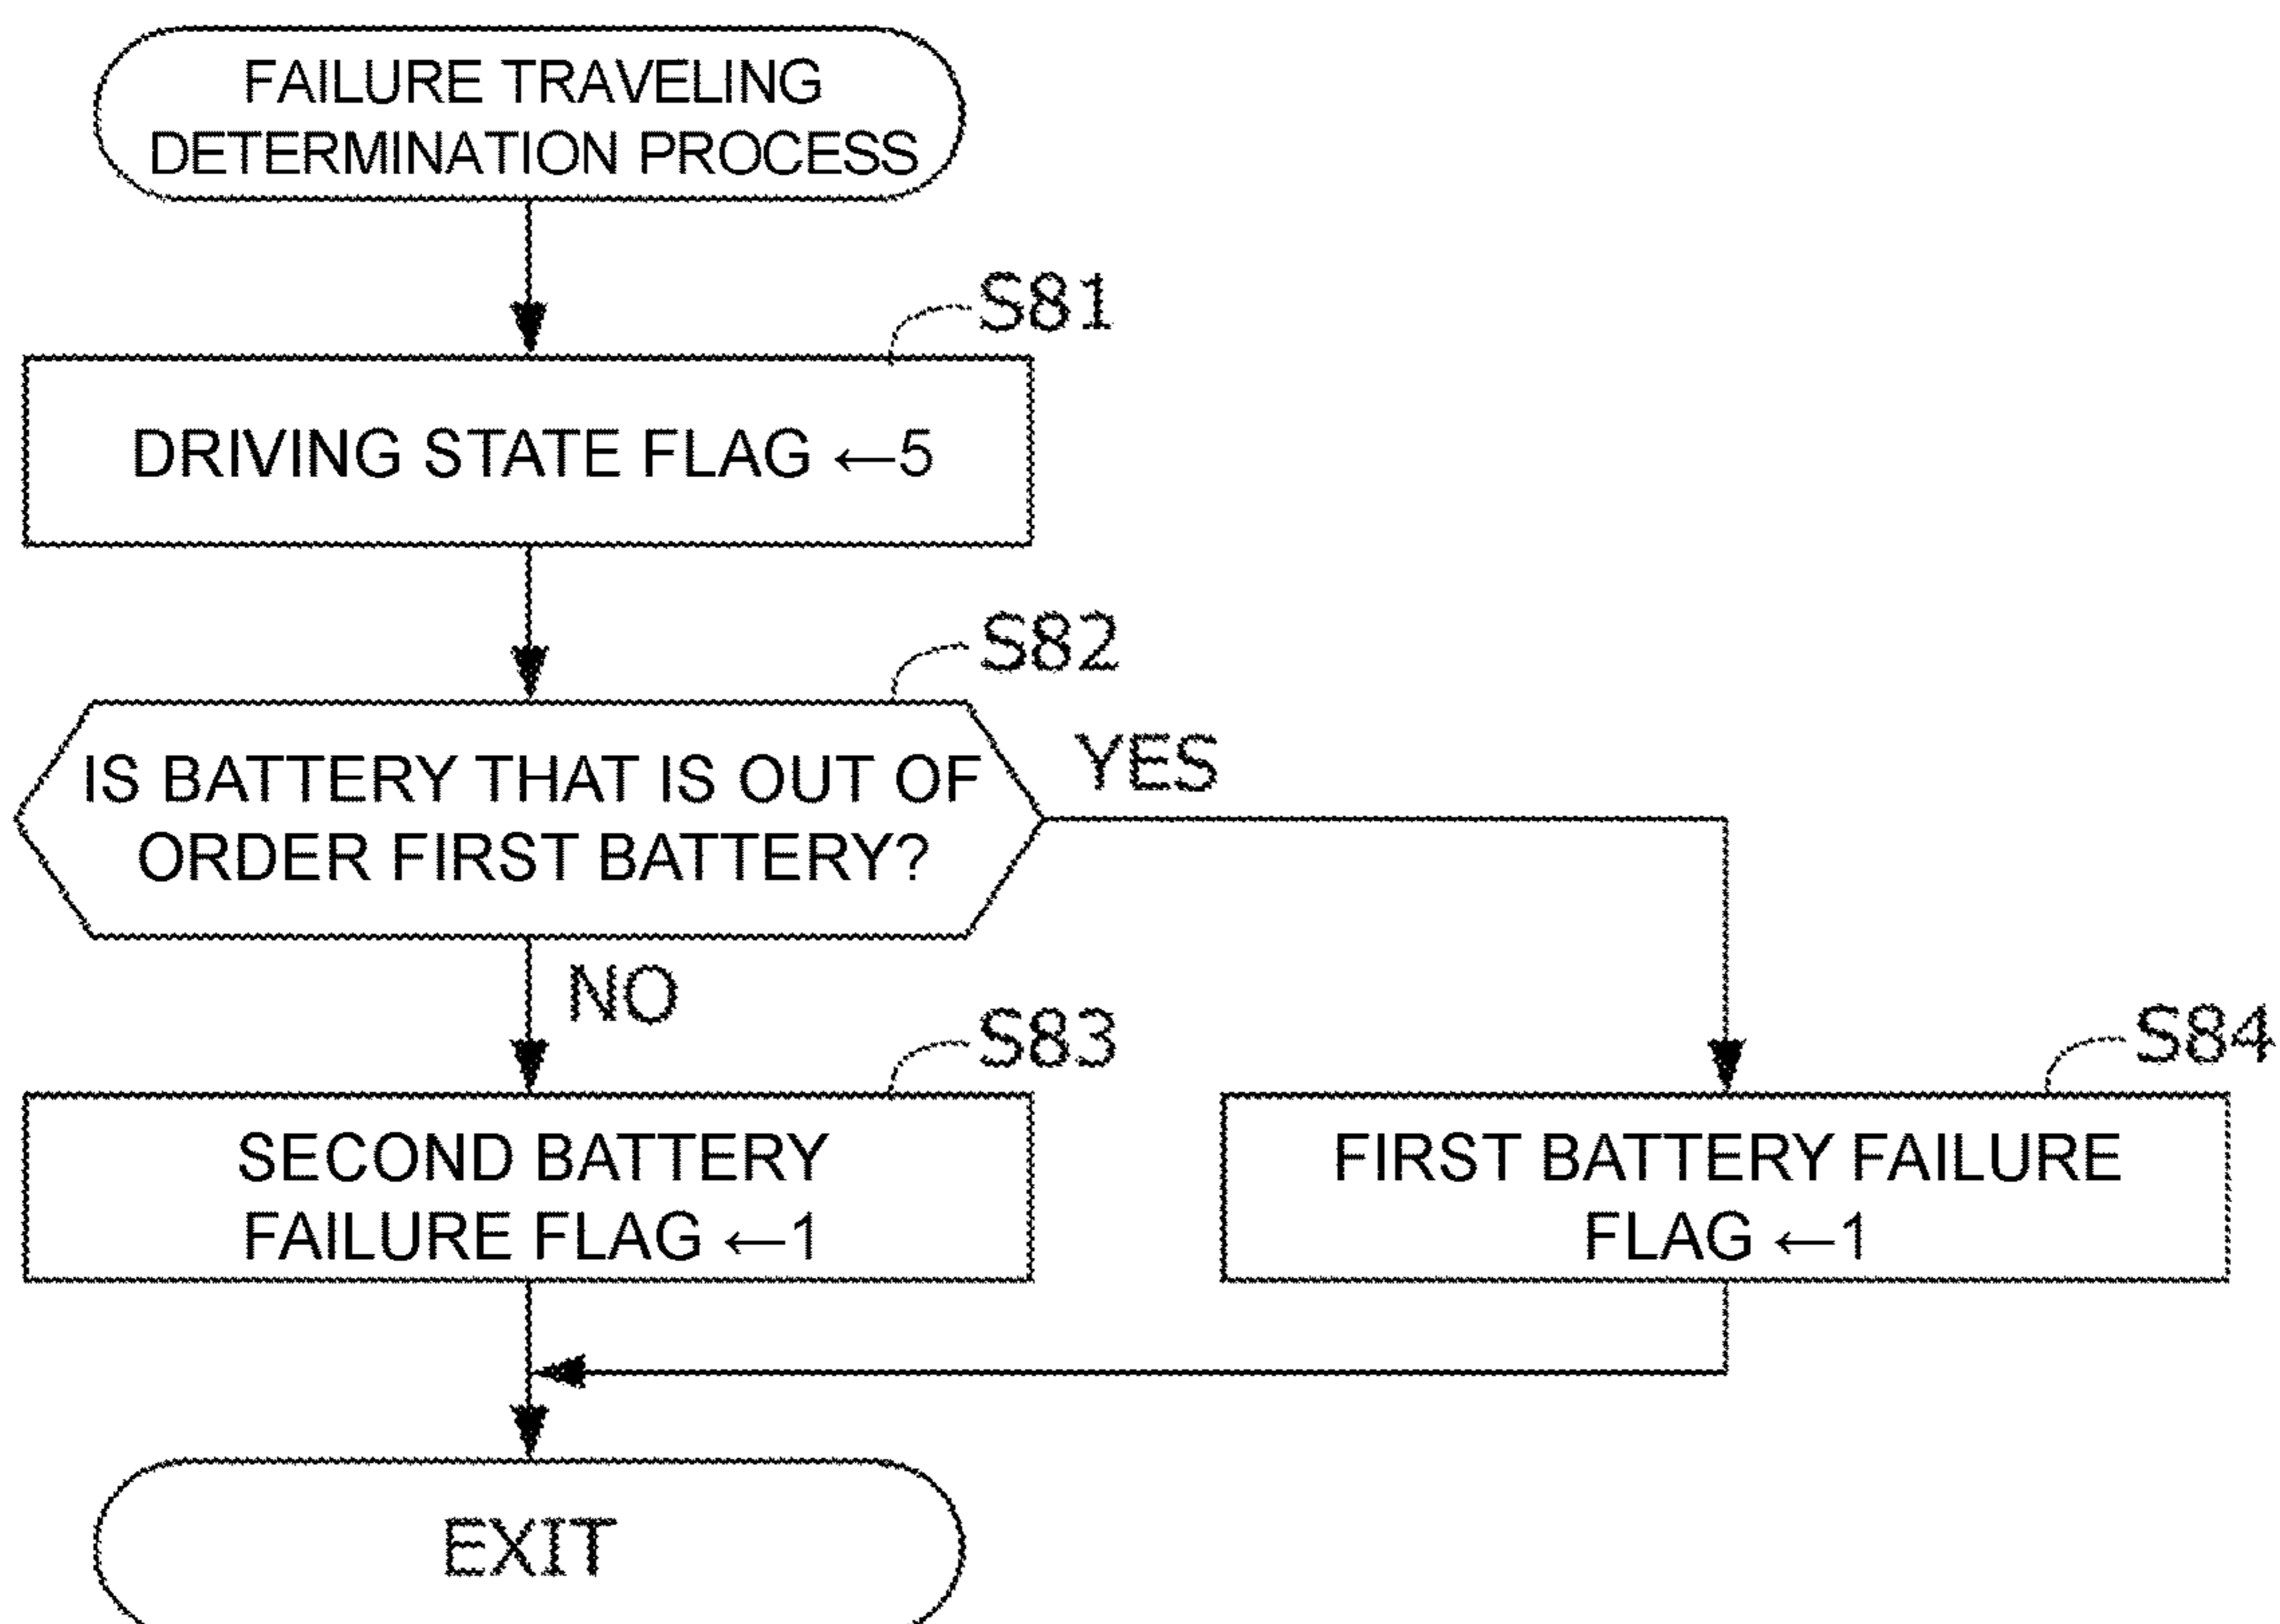 FAILURE TRAVELING
DETERMINATION PROCESS
S81
DRIVING STATE FLAG ←5
S82
IS BATTERY THAT IS OUT OF
ORDER FIRST BATTERY?
YES
NO
S83
SECOND BATTERY
FAILURE FLAG ←1
S84
FIRST BATTERY FAILURE
FLAG ←1
EXIT